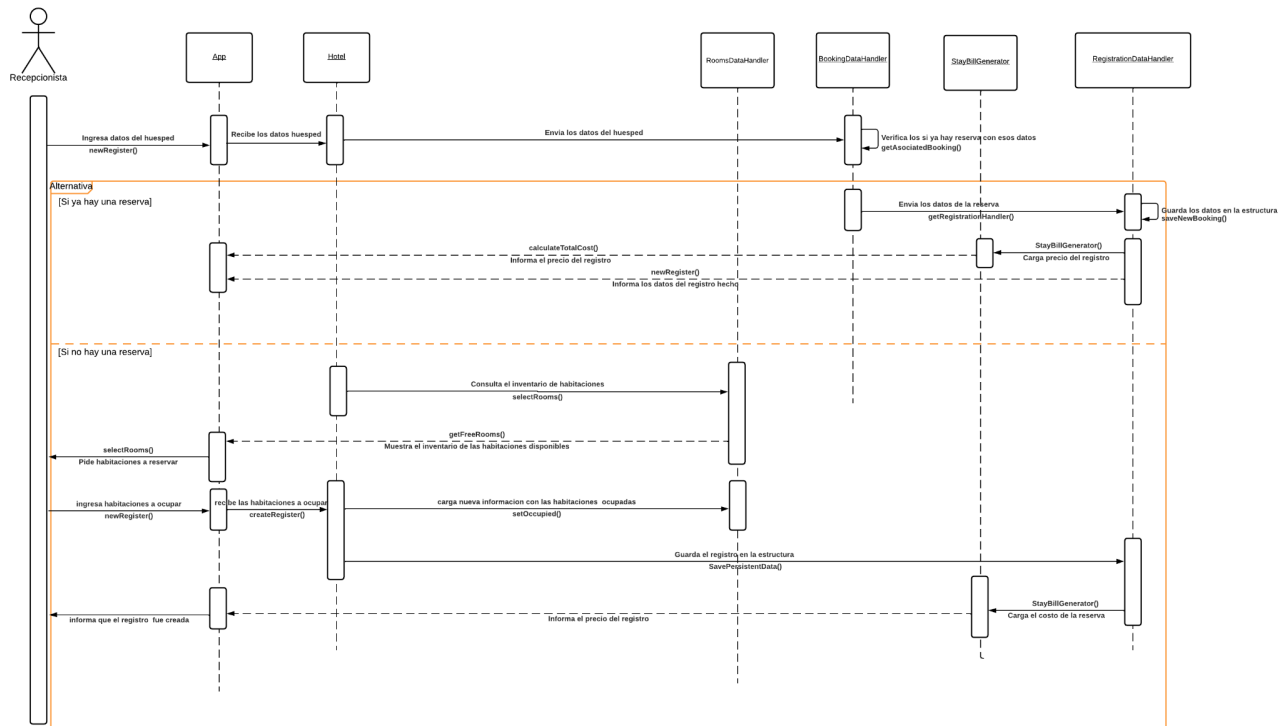 Recepcionista
App
Hotel
RoomsDataHandler
BookingDataHandler
StayBillGenerator
RegistrationDataHandler
Ingresa datos del huesped
newRegister()
Recibe los datos huesped
Envia los datos del huesped
Verifica los si ya hay reserva con esos datos
getAsociatedBooking()
Alternativa
[Si ya hay una reserva]
Envia los datos de la reserva
getRegistrationHandler()
Guarda los datos en la estructura
saveNewBooking()
calculateTotalCost()
Informa el precio del registro
StayBillGenerator()
Carga precio del registro
newRegister()
Informa los datos del registro hecho
[Si no hay una reserva]
Consulta el inventario de habitaciones
selectRooms()
getFreeRooms()
Muestra el inventario de las habitaciones disponibles
selectRooms()
Pide habitaciones a reservar
ingresa habitaciones a ocupar
newRegister()
recibe las habitaciones a ocupar
createRegister()
carga nueva informacion con las habitaciones ocupadas
setOccupied()
Guarda el registro en la estructura
SavePersistentData()
StayBillGenerator()
Carga el costo de la reserva
Informa el precio del registro
informa que el registro fue creada